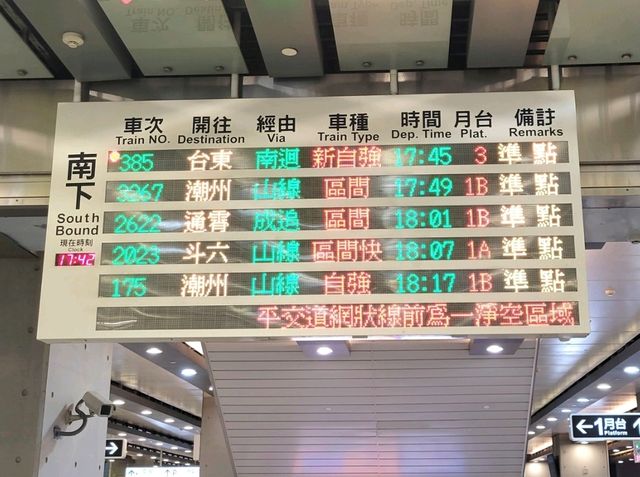 車次 開往 經由 車種 時間 月台 備註
Train NO. Destination Via Train Type Dep. Time Plat. Remarks
南下
South Bound
現在時刻
Clock
17:42
385 台東 南迴 新自強 17:45 3 準點
3267 潮州 山線 區間 17:49 1B 準點
2622 通霄 成追 區間 18:01 1B 準點
2023 斗六 山線 區間快 18:07 1A 準點
175 潮州 山線 自強 18:17 1B 準點
平交道網狀線前為一淨空區域
←1月台
Platform